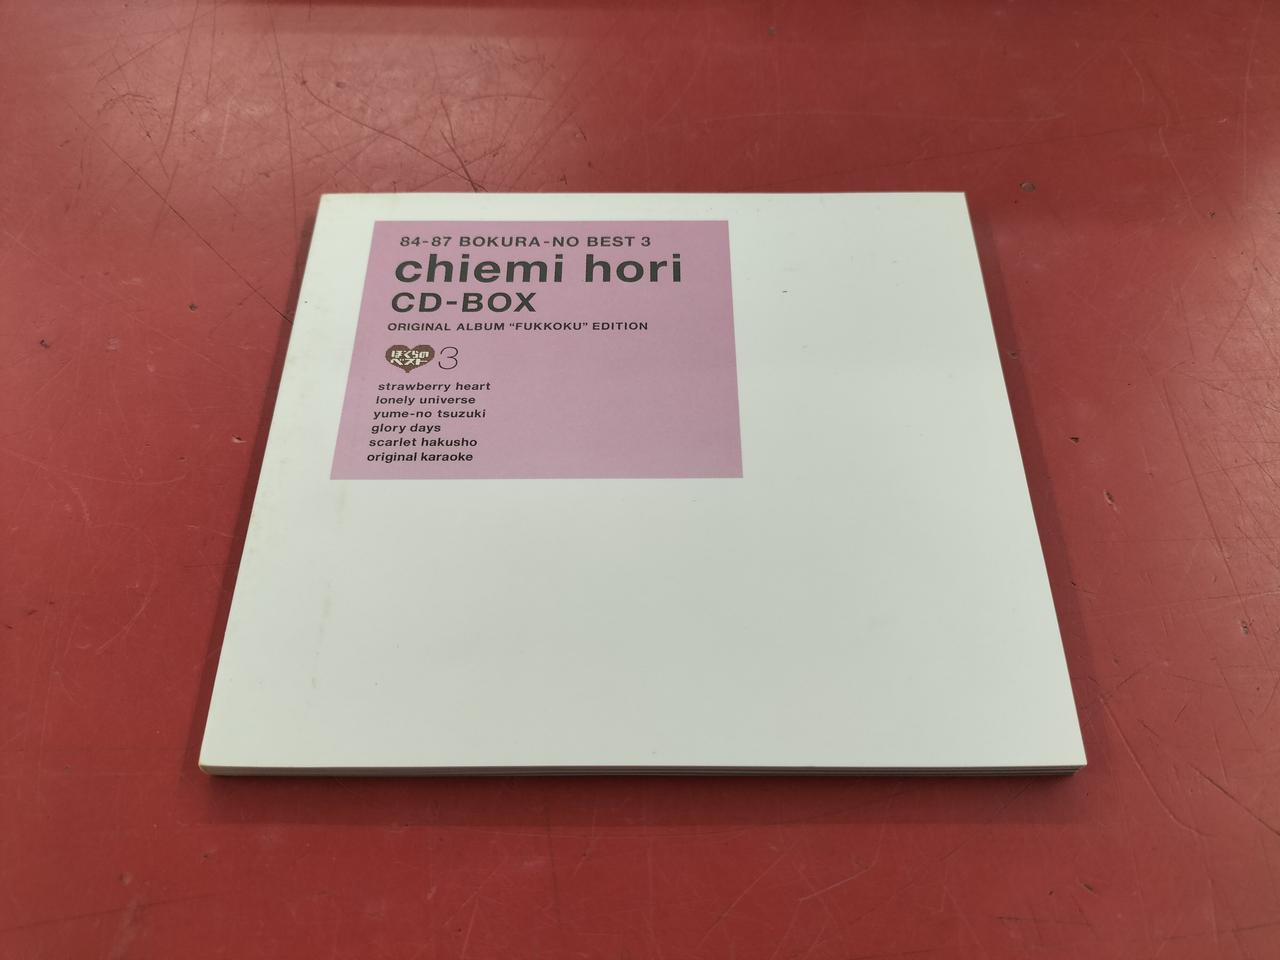 84-87 BOKURA-NO BEST 3
chiemi hori
CD-BOX
ORIGINAL ALBUM “FUKKOKU” EDITION
ぼくらの
ベスト
3
strawberry heart
lonely universe
yume-no tsuzuki
glory days
scarlet hakusho
original karaoke